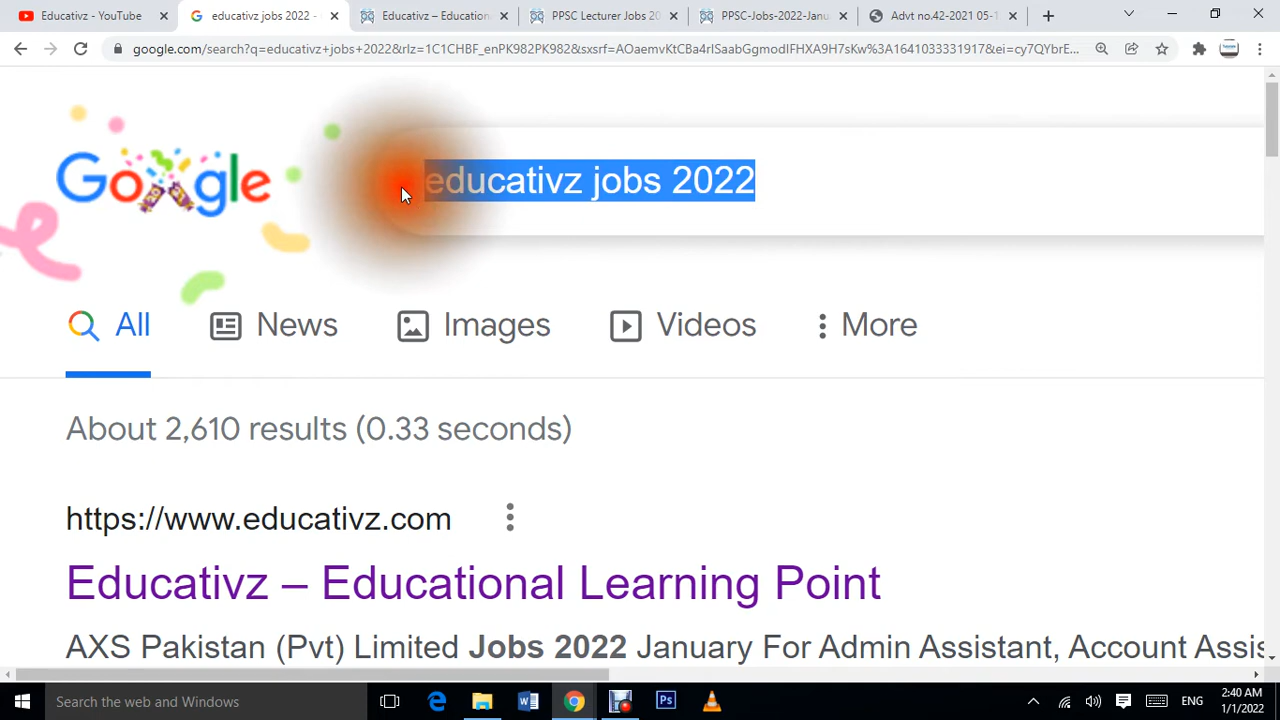 Educativz - YouTube
educativz jobs 2022 -
Educativz – Education
PPSC Lecturer Jobs 20
PPSC-Jobs-2022-Janu
Advt no.42-2021 05-1
google.com/search?q=educativz+jobs+2022&rlz=1C1CHBF_enPK982PK982&sxsrf=AOaemvKtCBa4rISaabGgmodIFHXA9H7sKw%3A1641033331917&ei=cy7QYbrE...
Google
educativz jobs 2022
All
News
Images
Videos
More
About 2,610 results (0.33 seconds)
https://www.educativz.com
Educativz – Educational Learning Point
AXS Pakistan (Pvt) Limited Jobs 2022 January For Admin Assistant, Account Assis
Search the web and Windows
ENG
2:40 AM
1/1/2022